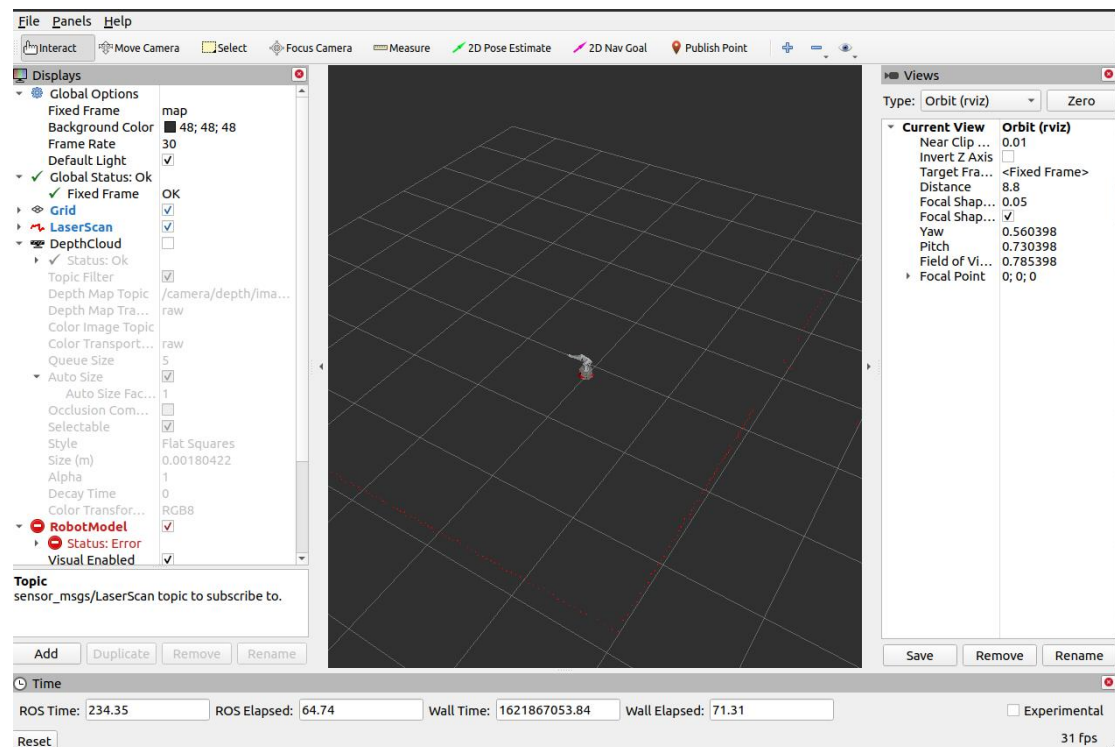 File Panels Help
Interact Move Camera Select Focus Camera Measure 2D Pose Estimate 2D Nav Goal Publish Point
Displays
Global Options
Fixed Frame map
Background Color 48; 48; 48
Frame Rate 30
Default Light
Global Status: Ok
Fixed Frame OK
Grid
LaserScan
DepthCloud
Status: Ok
Topic Filter
Depth Map Topic /camera/depth/ima...
Depth Map Tra... raw
Color Image Topic
Color Transport... raw
Queue Size 5
Auto Size
Auto Size Fac... 1
Occlusion Com...
Selectable
Style Flat Squares
Size (m) 0.00180422
Alpha 1
Decay Time 0
Color Transfor... RGB8
RobotModel
Status: Error
Visual Enabled
Topic
sensor_msgs/LaserScan topic to subscribe to.
Add Duplicate Remove Rename
Views
Type: Orbit (rviz) Zero
Current View Orbit (rviz)
Near Clip ... 0.01
Invert Z Axis
Target Fra... <Fixed Frame>
Distance 8.8
Focal Shap... 0.05
Focal Shap...
Yaw 0.560398
Pitch 0.730398
Field of Vi... 0.785398
Focal Point 0; 0; 0
Save Remove Rename
Time
ROS Time: 234.35 ROS Elapsed: 64.74 Wall Time: 1621867053.84 Wall Elapsed: 71.31 Experimental
Reset 31 fps